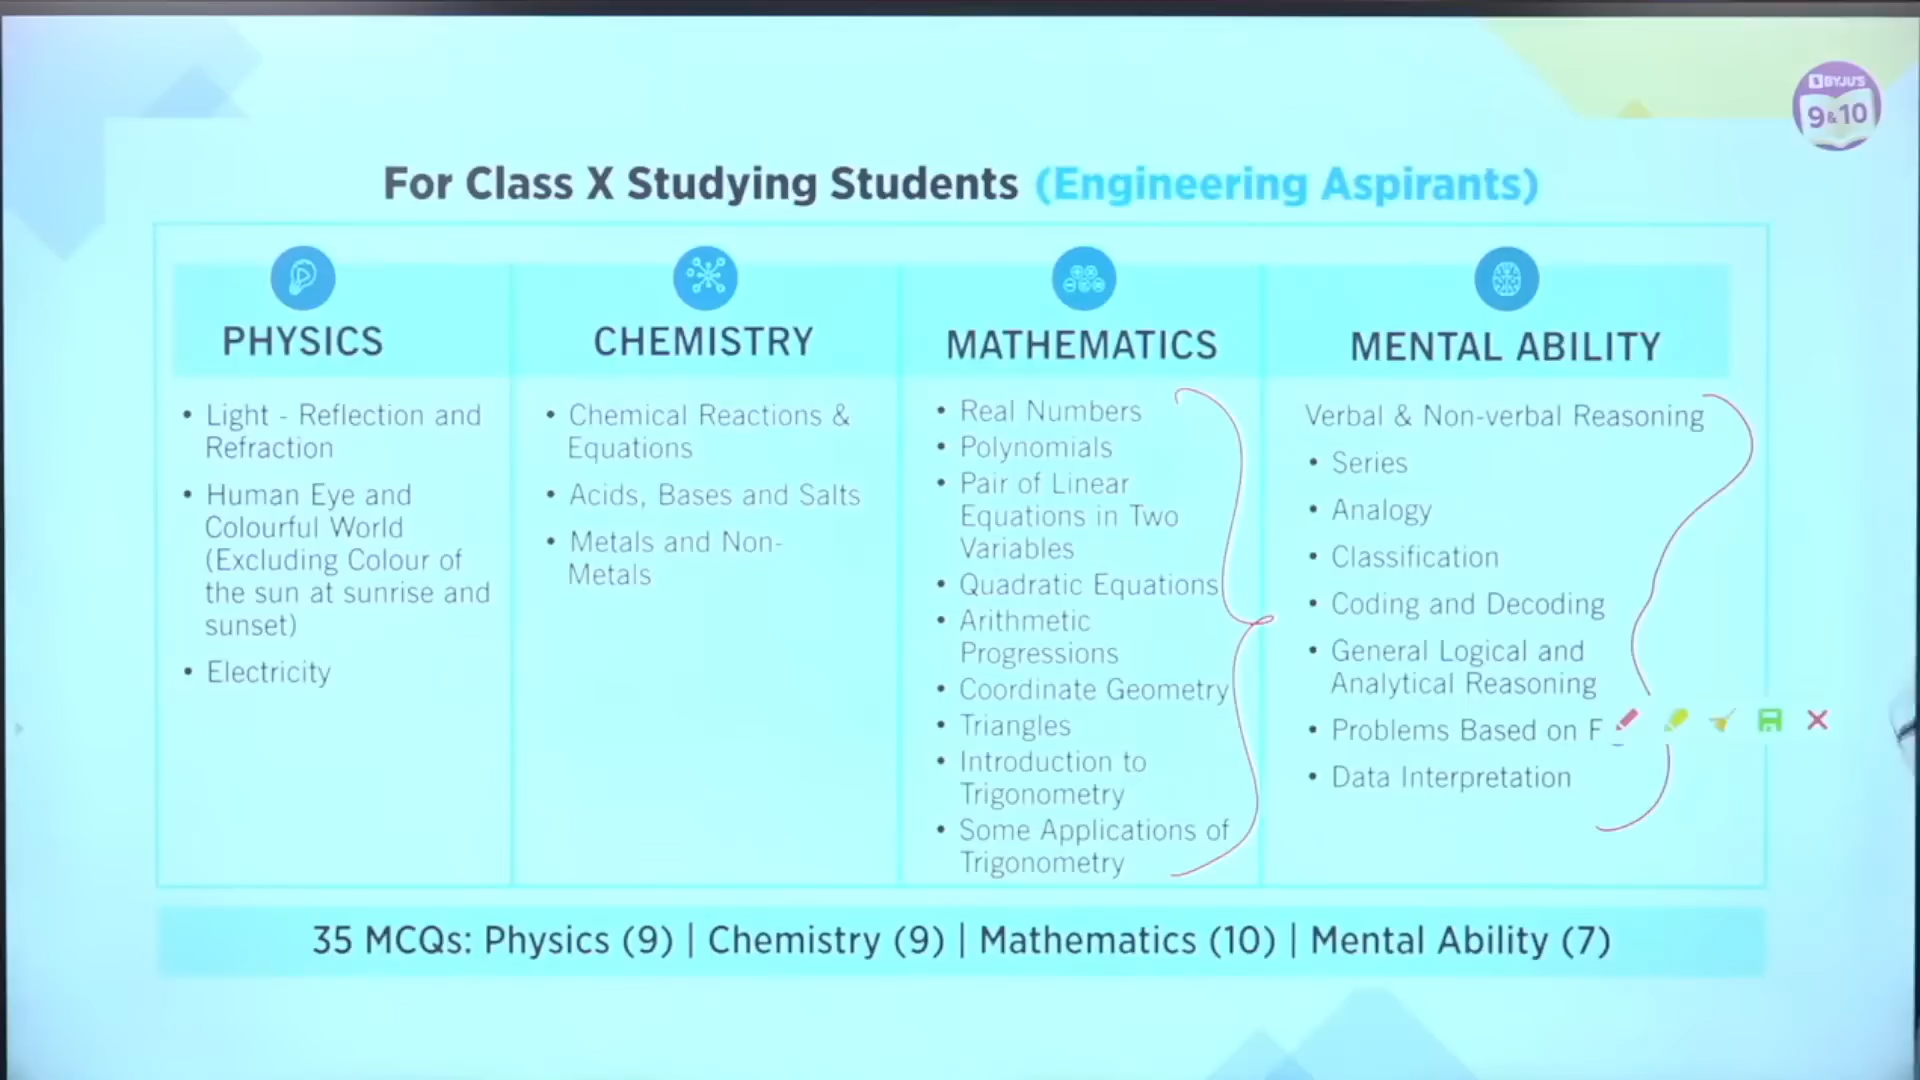 BYJU'S
9&10
For Class X Studying Students (Engineering Aspirants)
PHYSICS
• Light - Reflection and
Refraction
• Human Eye and
Colourful World
(Excluding Colour of
the sun at sunrise and
sunset)
• Electricity
CHEMISTRY
• Chemical Reactions &
Equations
• Acids, Bases and Salts
• Metals and Non-
Metals
MATHEMATICS
• Real Numbers
• Polynomials
• Pair of Linear
Equations in Two
Variables
• Quadratic Equations
• Arithmetic
Progressions
• Coordinate Geometry
• Triangles
• Introduction to
Trigonometry
• Some Applications of
Trigonometry
MENTAL ABILITY
Verbal & Non-verbal Reasoning
• Series
• Analogy
• Classification
• Coding and Decoding
• General Logical and
Analytical Reasoning
• Problems Based on
• Data Interpretation
35 MCQs: Physics (9) | Chemistry (9) | Mathematics (10) | Mental Ability (7)